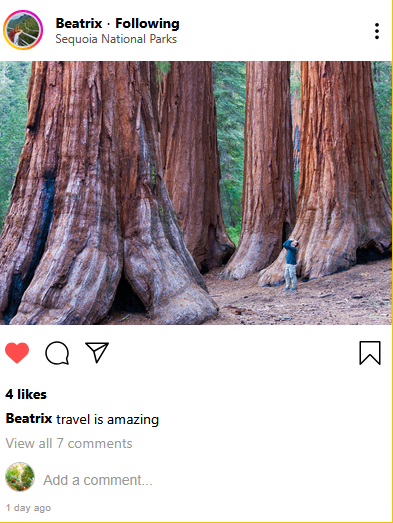 Beatrix · Following
Sequoia National Parks
4 likes
Beatrix travel is amazing
View all 7 comments
Add a comment...
1 day ago